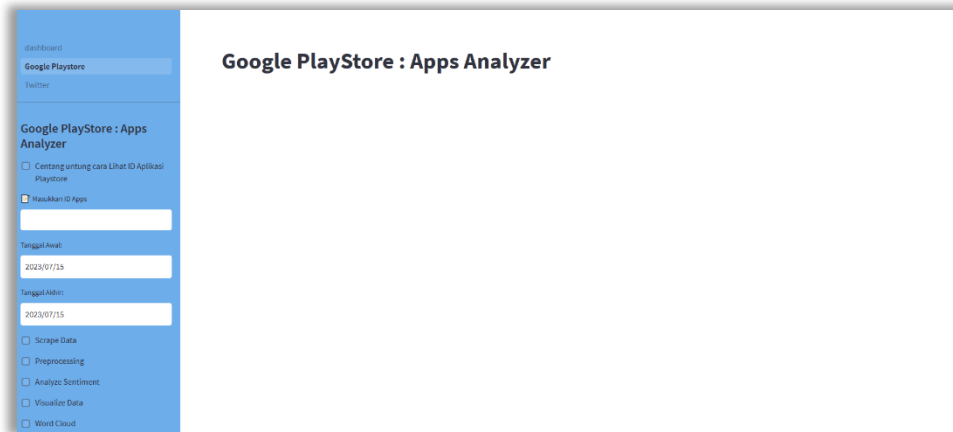 dashboard
Google Playstore
Twitter
Google PlayStore : Apps
Analyzer
Centang untung cara Lihat ID Aplikasi
Playstore
Masukkan ID Apps
Tanggal Awal:
2023/07/15
Tanggal Akhir:
2023/07/15
Scrape Data
Preprocessing
Analyze Sentiment
Visualize Data
Word Cloud
Google PlayStore : Apps Analyzer